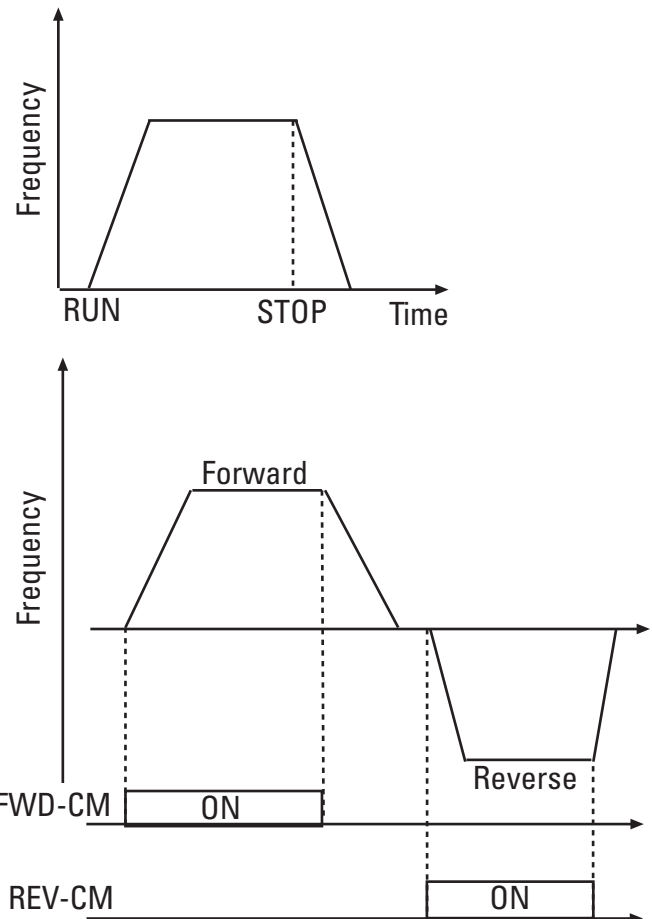 Frequency
RUN
STOP
Time
Forward
Frequency
Reverse
FWD-CM
ON
REV-CM
ON